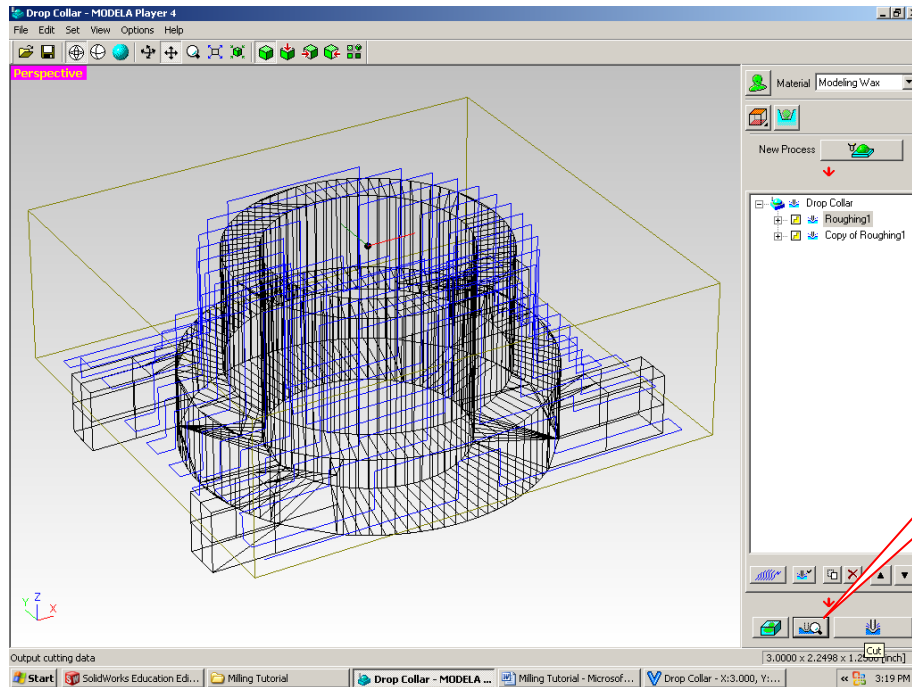 Drop Collar - MODELA Player 4
File Edit Set View Options Help
Perspective
Material Modeling Wax
New Process
Drop Collar
Roughing1
Copy of Roughing1
Y Z X
Cut
Output cutting data
3.0000 x 2.2498 x 1.2500 [inch]
Start SolidWorks Education Edi... Milling Tutorial Drop Collar - MODELA ... Milling Tutorial - Microsof... Drop Collar - X:3.000, Y:... « 3:19 PM